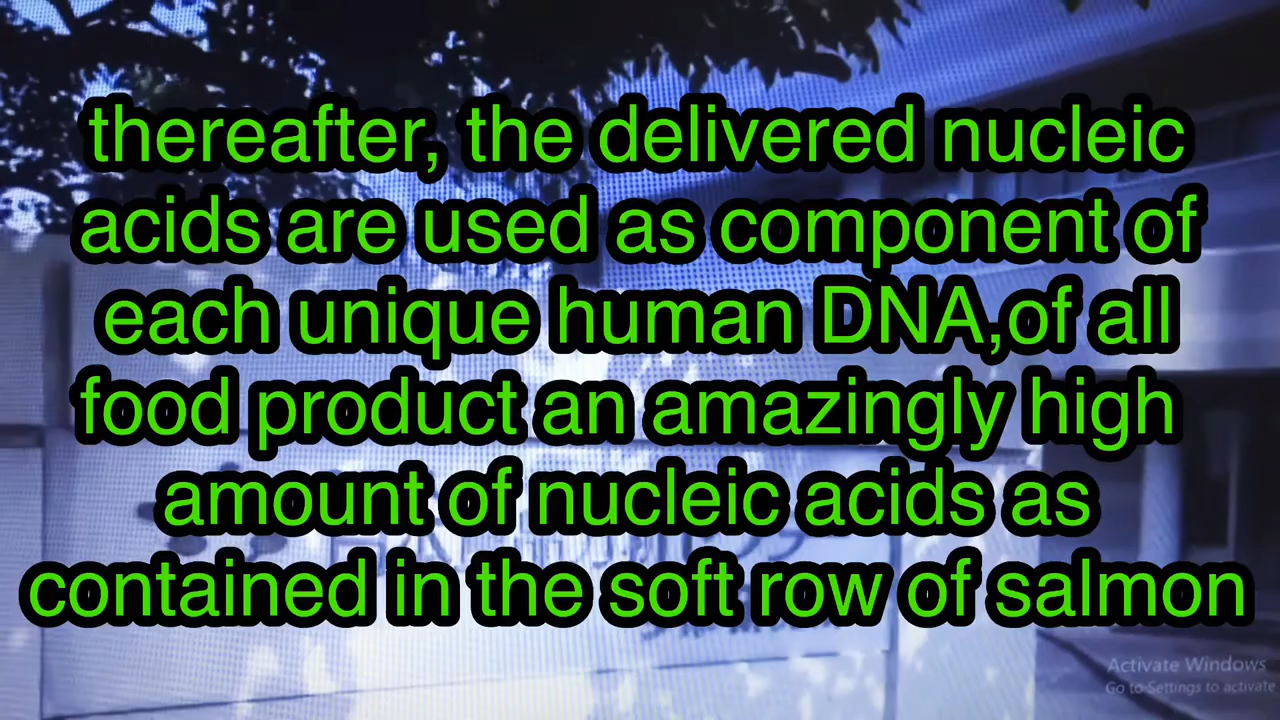 thereafter, the delivered nucleic
acids are used as component of
each unique human DNA,of all
food product an amazingly high
amount of nucleic acids as
contained in the soft row of salmon
Activate Windows
Go to Settings to activate